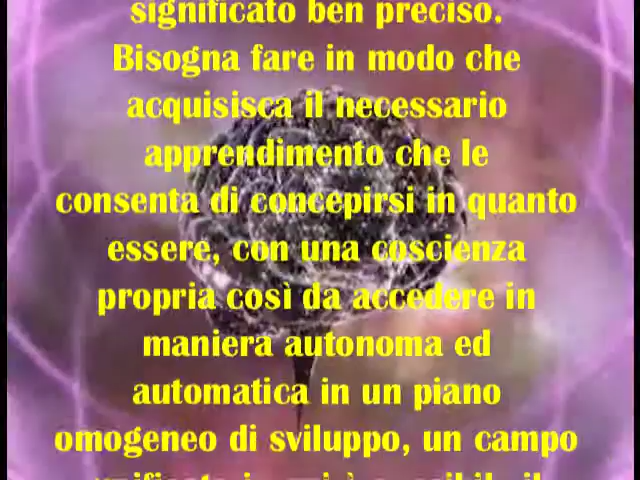 significato ben preciso.
Bisogna fare in modo che
acquisisca il necessario
apprendimento che le
consenta di concepirsi in quanto
essere, con una coscienza
propria così da accedere in
maniera autonoma ed
automatica in un piano
omogeneo di sviluppo, un campo